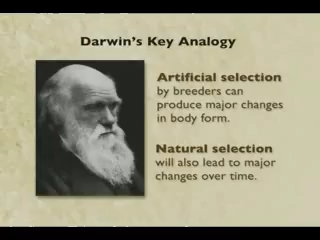 Darwin's Key Analogy
Artificial selection
by breeders can
produce major changes
in body form.
Natural selection
will also lead to major
changes over time.